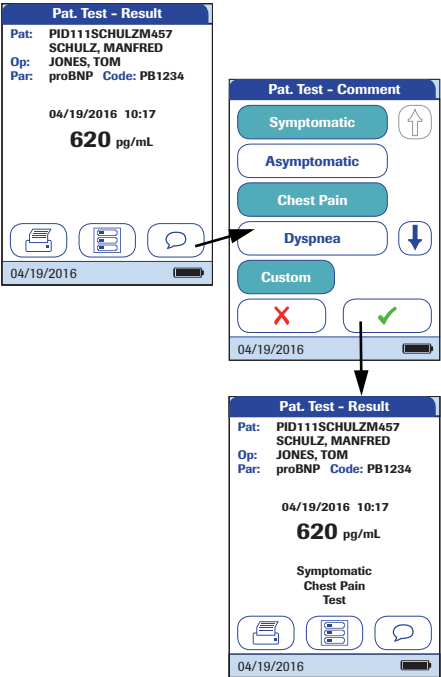 Pat. Test - Result
Pat: PID111SCHULZM457
SCHULZ, MANFRED
Op: JONES, TOM
Par: proBNP Code: PB1234
04/19/2016 10:17
620 pg/mL
04/19/2016
Pat. Test - Comment
Symptomatic
Asymptomatic
Chest Pain
Dyspnea
Custom
04/19/2016
Pat. Test - Result
Pat: PID111SCHULZM457
SCHULZ, MANFRED
Op: JONES, TOM
Par: proBNP Code: PB1234
04/19/2016 10:17
620 pg/mL
Symptomatic
Chest Pain
Test
04/19/2016